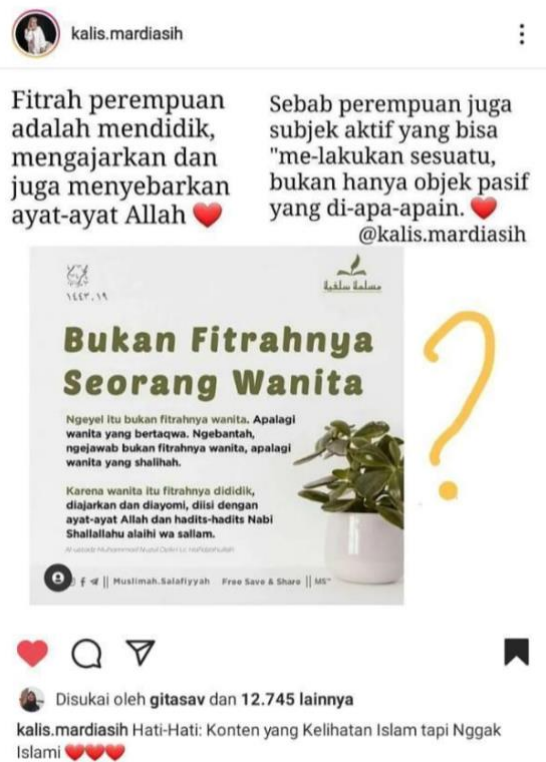 kalis.mardiasih
Fitrah perempuan
adalah mendidik,
mengajarkan dan
juga menyebarkan
ayat-ayat Allah ❤️
Sebab perempuan juga
subjek aktif yang bisa
"me-lakukan sesuatu,
bukan hanya objek pasif
yang di-apa-apain. ❤️
@kalis.mardiasih
Bukan Fitrahnya
Seorang Wanita
Ngeyel itu bukan fitrahnya wanita. Apalagi
wanita yang bertaqwa. Ngebantah,
ngejawab bukan fitrahnya wanita, apalagi
wanita yang shalihah.
Karena wanita itu fitrahnya dididik,
diajarkan dan diayomi, diisi dengan
ayat-ayat Allah dan hadits-hadits Nabi
Shallallahu alaihi wa sallam.
|| Muslimah.Salafiyyah Free Save & Share || MS
?
Disukai oleh gitasav dan 12.745 lainnya
kalis.mardiasih Hati-Hati: Konten yang Kelihatan Islam tapi Nggak
Islami ❤️❤️❤️